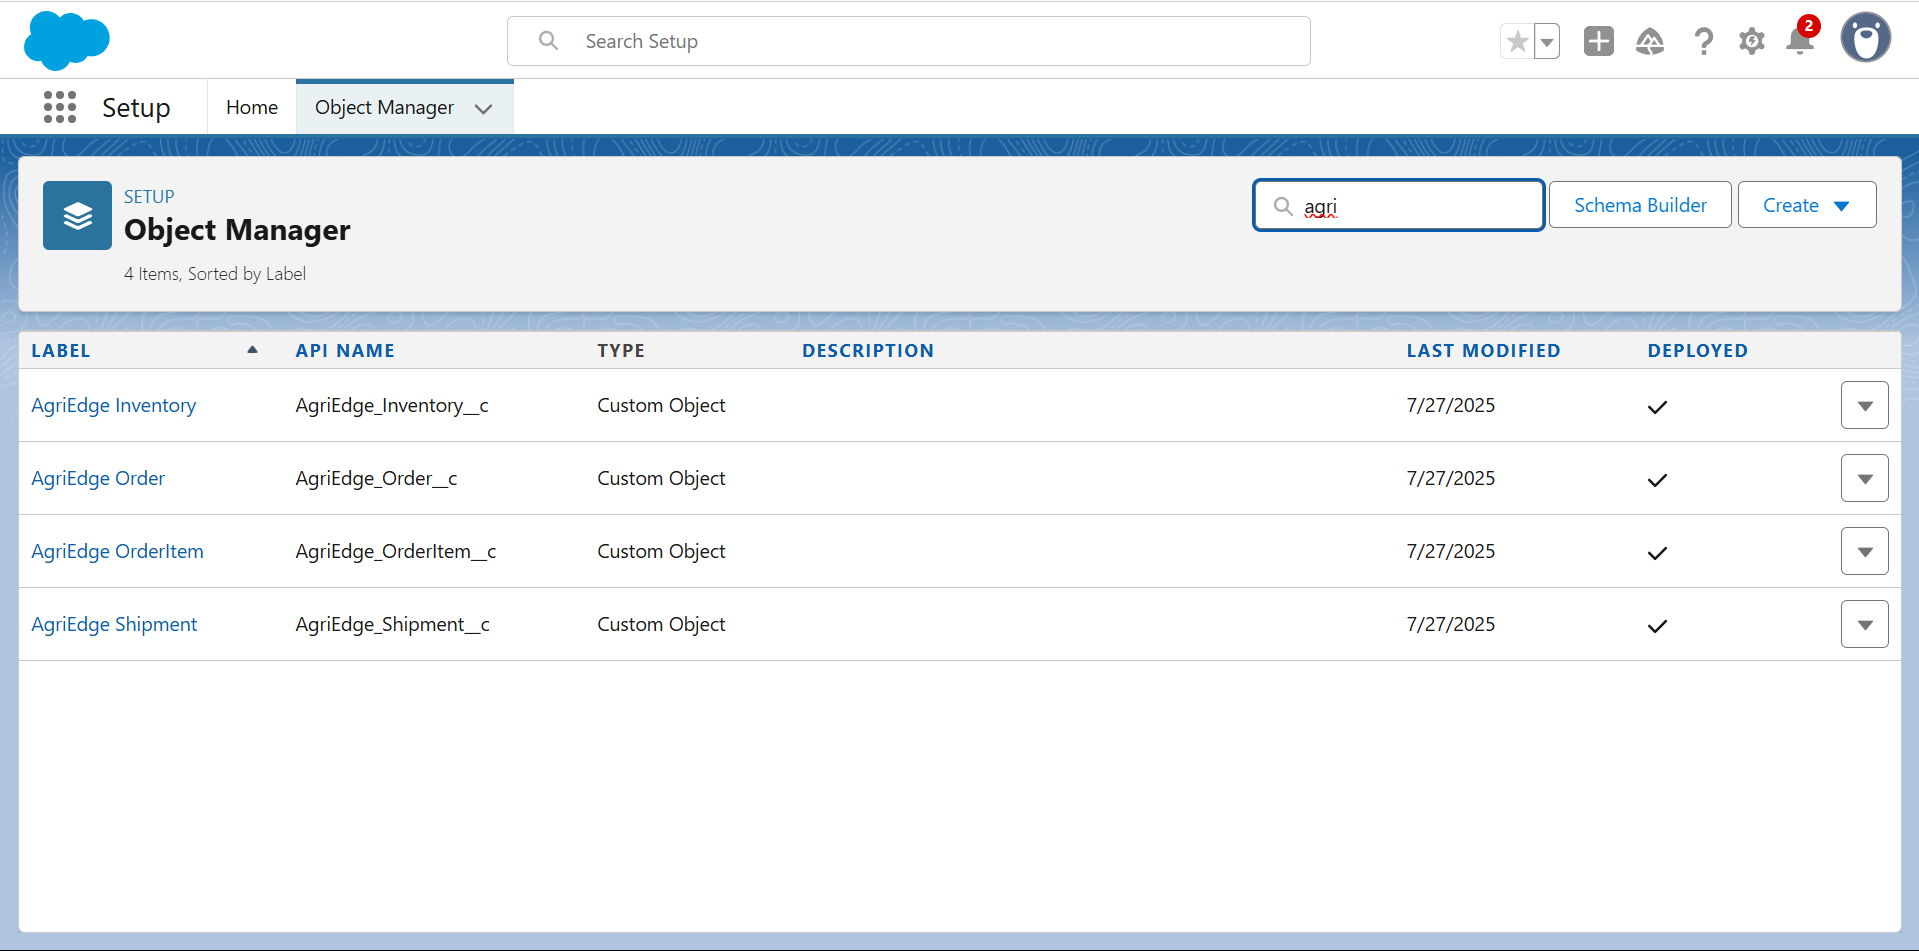 Search Setup
2
Setup
Home
Object Manager
SETUP
Object Manager
4 Items, Sorted by Label
agri
Schema Builder
Create
LABEL API NAME TYPE DESCRIPTION LAST MODIFIED DEPLOYED
AgriEdge Inventory AgriEdge_Inventory__c Custom Object 7/27/2025
AgriEdge Order AgriEdge_Order__c Custom Object 7/27/2025
AgriEdge OrderItem AgriEdge_OrderItem__c Custom Object 7/27/2025
AgriEdge Shipment AgriEdge_Shipment__c Custom Object 7/27/2025